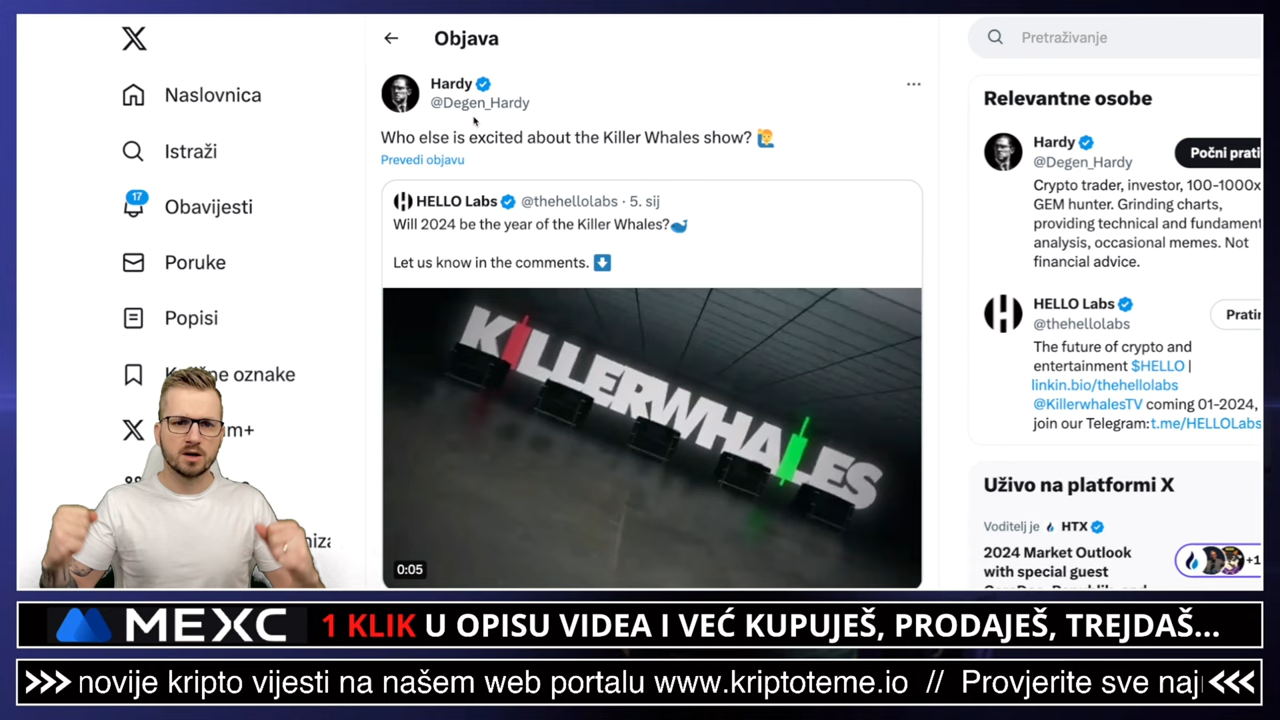 Objava
Pretraživanje
Naslovnica
Istraži
17
Obavijesti
Poruke
Popisi
oznake
Hardy
@Degen_Hardy
Who else is excited about the Killer Whales show? 🙋‍♂️
Prevedi objavu
HELLO Labs @thehellolabs · 5. sij
Will 2024 be the year of the Killer Whales?🐳
Let us know in the comments. ⬇️
KILLERWHALES
0:05
Relevantne osobe
Hardy
@Degen_Hardy
Počni prati
Crypto trader, investor, 100-1000x
GEM hunter. Grinding charts,
providing technical and fundament
analysis, occasional memes. Not
financial advice.
HELLO Labs
@thehellolabs
Pratin
The future of crypto and
entertainment $HELLO |
linkin.bio/thehellolabs
@KillerwhalesTV coming 01-2024,
join our Telegram:t.me/HELLOLabs
Uživo na platformi X
Voditelj je HTX
2024 Market Outlook
with special guest
+1
MEXC 1 KLIK U OPISU VIDEA I VEĆ KUPUJEŠ, PRODAJEŠ, TREJDAŠ...
>>> novije kripto vijesti na našem web portalu www.kriptoteme.io // Provjerite sve naj <<<